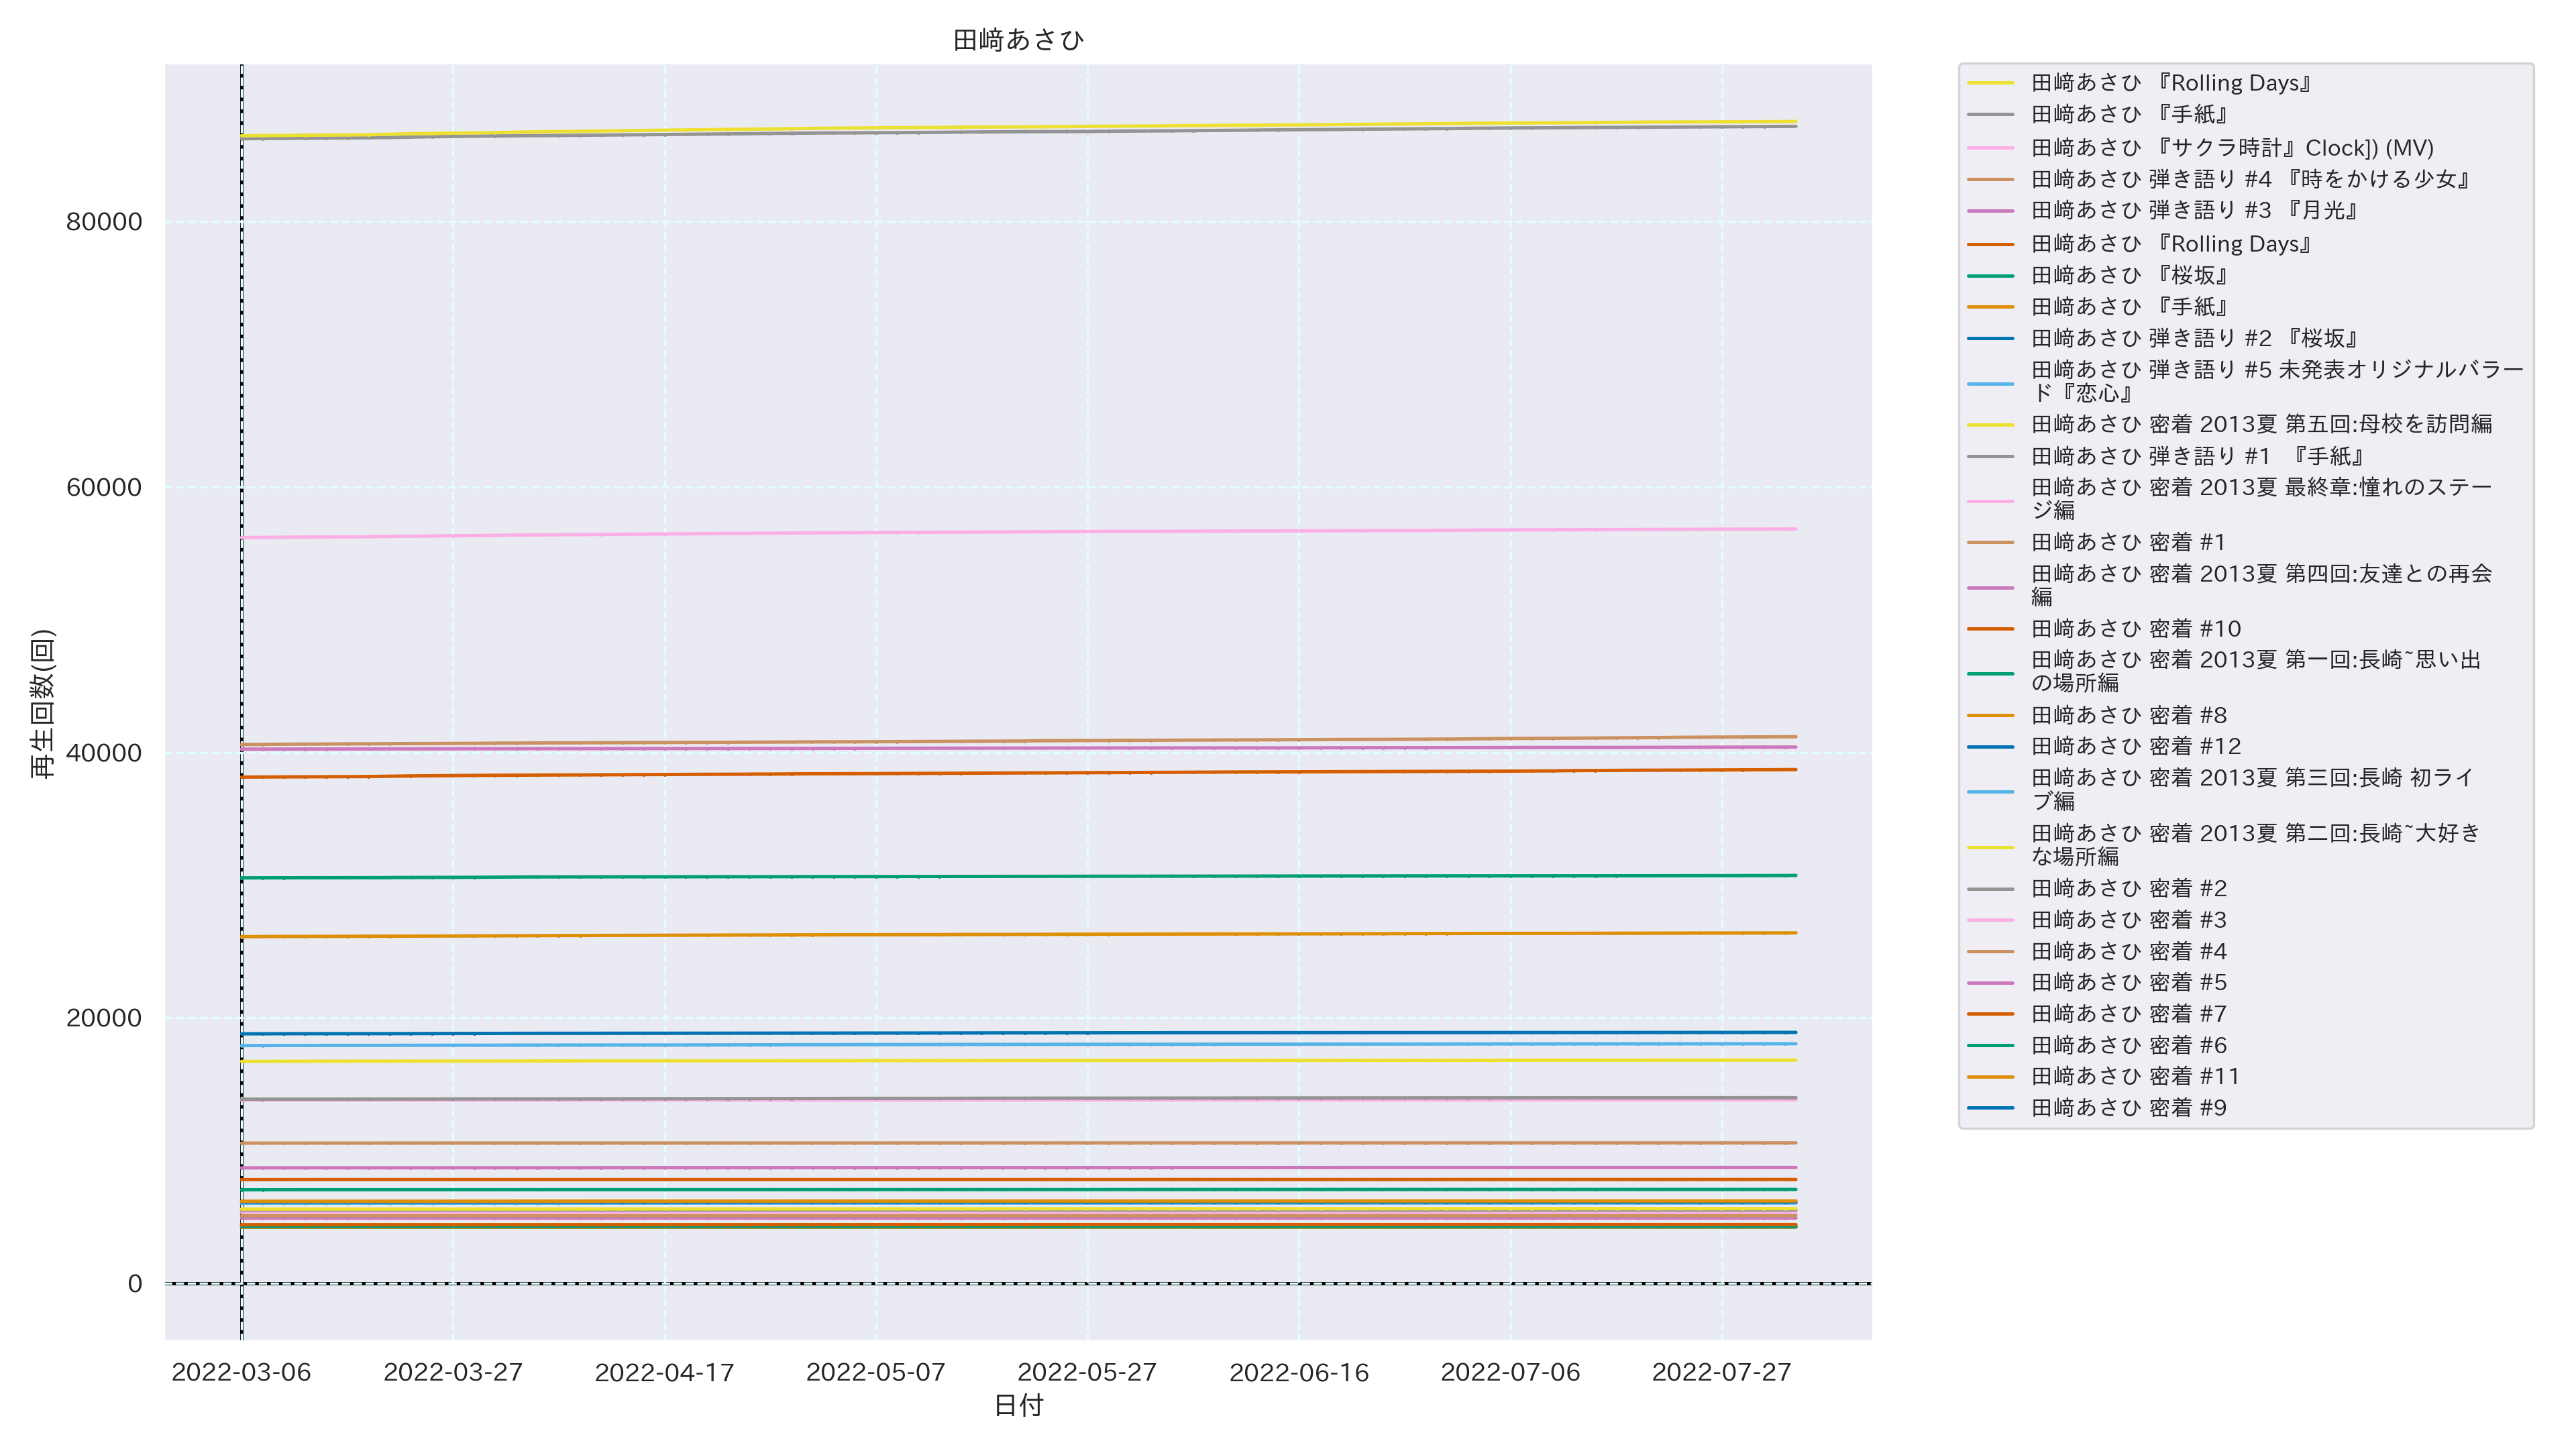 田﨑あさひ
再生回数(回)
80000
60000
40000
20000
0
2022-03-06 2022-03-27 2022-04-17 2022-05-07 2022-05-27 2022-06-16 2022-07-06 2022-07-27
日付
田﨑あさひ 『Rolling Days』
田﨑あさひ 『手紙』
田﨑あさひ 『サクラ時計』Clock]) (MV)
田﨑あさひ 弾き語り #4 『時をかける少女』
田﨑あさひ 弾き語り #3 『月光』
田﨑あさひ 『Rolling Days』
田﨑あさひ 『桜坂』
田﨑あさひ 『手紙』
田﨑あさひ 弾き語り #2 『桜坂』
田﨑あさひ 弾き語り #5 未発表オリジナルバラー
ド『恋心』
田﨑あさひ 密着 2013夏 第五回:母校を訪問編
田﨑あさひ 弾き語り #1 『手紙』
田﨑あさひ 密着 2013夏 最終章:憧れのステー
ジ編
田﨑あさひ 密着 #1
田﨑あさひ 密着 2013夏 第四回:友達との再会
編
田﨑あさひ 密着 #10
田﨑あさひ 密着 2013夏 第一回:長崎~思い出
の場所編
田﨑あさひ 密着 #8
田﨑あさひ 密着 #12
田﨑あさひ 密着 2013夏 第三回:長崎 初ライ
ブ編
田﨑あさひ 密着 2013夏 第二回:長崎~大好き
な場所編
田﨑あさひ 密着 #2
田﨑あさひ 密着 #3
田﨑あさひ 密着 #4
田﨑あさひ 密着 #5
田﨑あさひ 密着 #7
田﨑あさひ 密着 #6
田﨑あさひ 密着 #11
田﨑あさひ 密着 #9